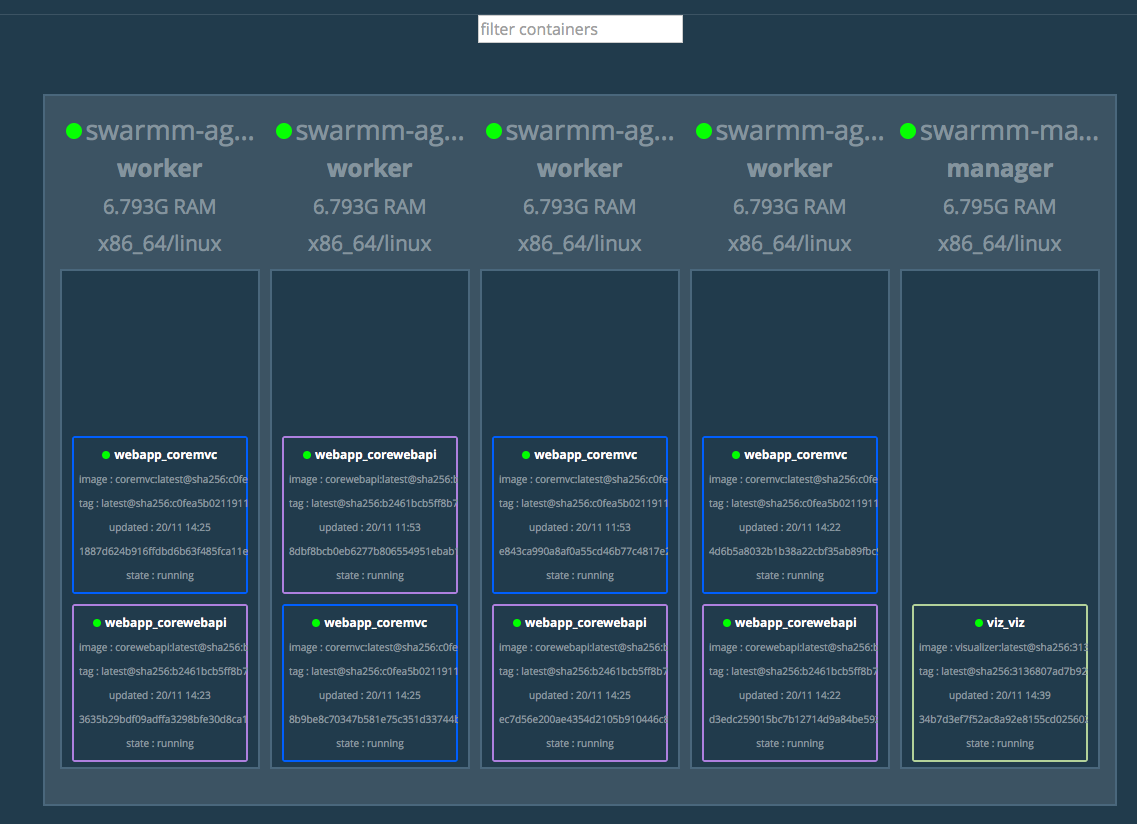 filter containers
swarmm-ag...
worker
6.793G RAM
x86_64/linux
webapp_coremvc
image : coremvc:latest@sha256:c0fe
tag : latest@sha256:c0fea5b0211911
updated : 20/11 14:25
1887d624b916ffdbd6b63f485fca11e
state : running
webapp_corewebapi
image : corewebapi:latest@sha256:b
tag : latest@sha256:b2461bcb5ff8b7
updated : 20/11 14:23
3635b29bdf09adffa3298bfe30d8ca1
state : running
swarmm-ag...
worker
6.793G RAM
x86_64/linux
webapp_corewebapi
image : corewebapi:latest@sha256:b
tag : latest@sha256:b2461bcb5ff8b7
updated : 20/11 11:53
8dbf8bcb0eb6277b806554951ebab
state : running
webapp_coremvc
image : coremvc:latest@sha256:c0fe
tag : latest@sha256:c0fea5b0211911
updated : 20/11 14:25
8b9be8c70347b581e75c351d33744b
state : running
swarmm-ag...
worker
6.793G RAM
x86_64/linux
webapp_coremvc
image : coremvc:latest@sha256:c0fe
tag : latest@sha256:c0fea5b0211911
updated : 20/11 11:53
e843ca990a8af0a55cd46b77c4817e2
state : running
webapp_corewebapi
image : corewebapi:latest@sha256:b
tag : latest@sha256:b2461bcb5ff8b7
updated : 20/11 14:25
ec7d56e200ae4354d2105b910446c8
state : running
swarmm-ag...
worker
6.793G RAM
x86_64/linux
webapp_coremvc
image : coremvc:latest@sha256:c0fe
tag : latest@sha256:c0fea5b0211911
updated : 20/11 14:22
4d6b5a8032b1b38a22cbf35ab89fbc9
state : running
webapp_corewebapi
image : corewebapi:latest@sha256:b
tag : latest@sha256:b2461bcb5ff8b7
updated : 20/11 14:22
d3edc259015bc7b12714d9a84be592
state : running
swarmm-ma...
manager
6.795G RAM
x86_64/linux
viz_viz
image : visualizer:latest@sha256:313
tag : latest@sha256:3136807ad7b92
updated : 20/11 14:39
34b7d3ef7f52ac8a92e8155cd025602
state : running